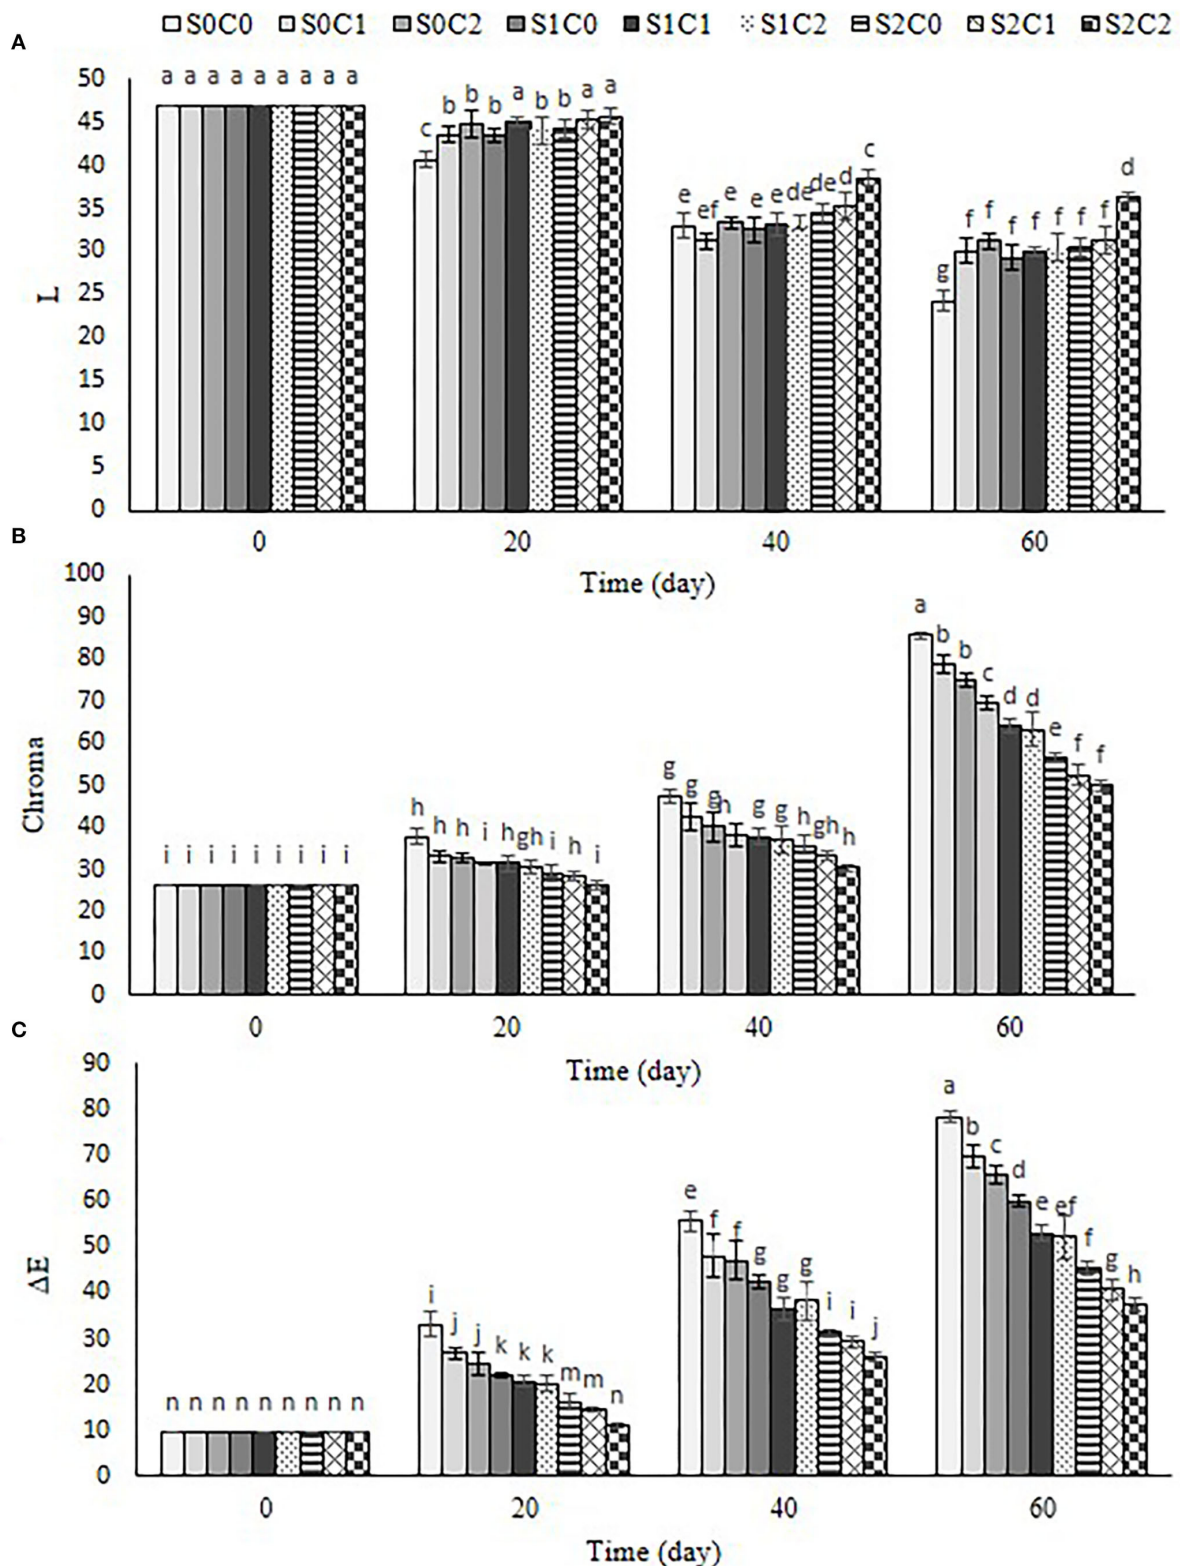 S0C0 S0C1 S0C2 S1C0 S1C1 S1C2 S2C0 S2C1 S2C2
A
a a a a a a a a a
c b b b a b b a a
e ef e e e de de d c
g f f f f f f f d
50
45
40
35
30
25
20
15
10
5
0
L
0 20 40 60
Time (day)
B
100
90
80
70
60
50
40
30
20
10
0
Chroma
i i i i i i i i i
h h h i h gh i h i
g g g h g g h gh h
a b b c d d e f f
0 20 40 60
Time (day)
C
90
80
70
60
50
40
30
20
10
0
ΔE
n n n n n n n n n
i j j k k k m m n
e f f g g g i i j
a b c d e ef f g h
0 20 40 60
Time (day)